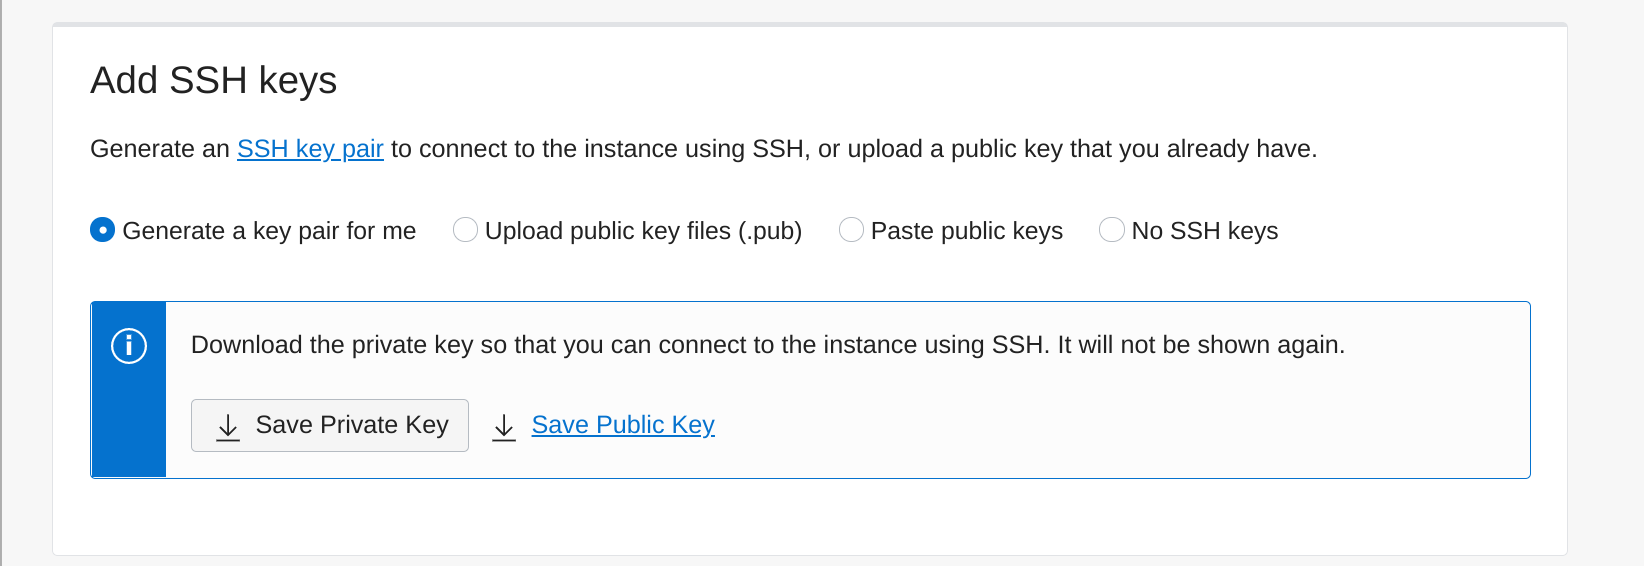 Add SSH keys
Generate an SSH key pair to connect to the instance using SSH, or upload a public key that you already have.
Generate a key pair for me Upload public key files (.pub) Paste public keys No SSH keys
Download the private key so that you can connect to the instance using SSH. It will not be shown again.
Save Private Key Save Public Key